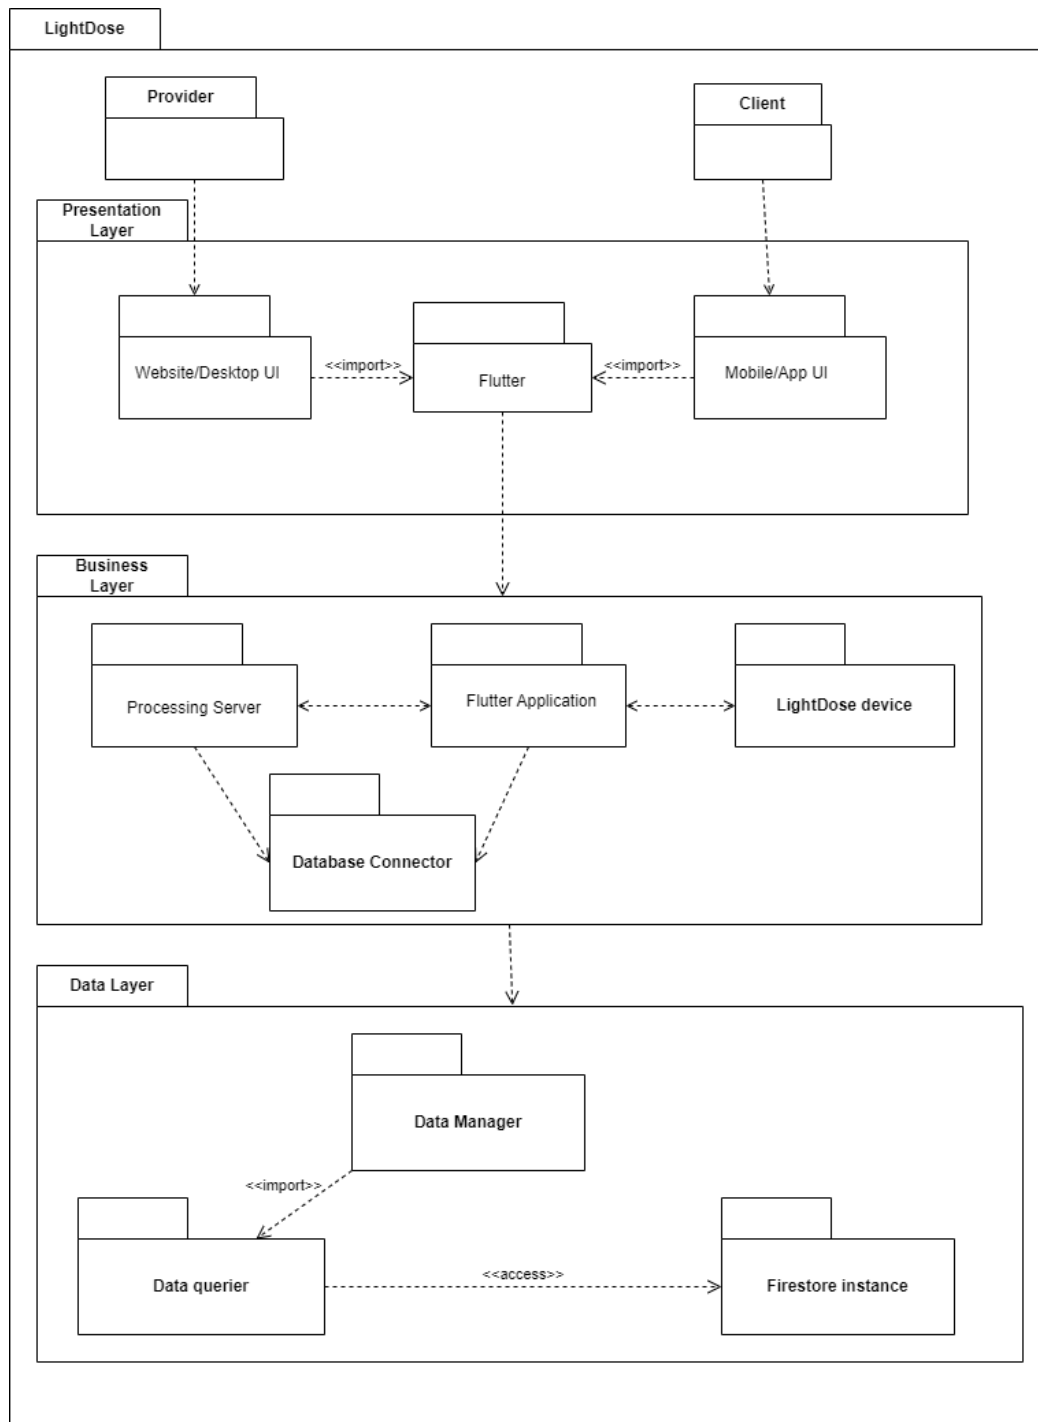 LightDose
Provider
Client
Presentation
Layer
Website/Desktop UI
<<import>>
Flutter
<<import>>
Mobile/App UI
Business
Layer
Processing Server
Flutter Application
LightDose device
Database Connector
Data Layer
Data Manager
<<import>>
Data querier
<<access>>
Firestore instance